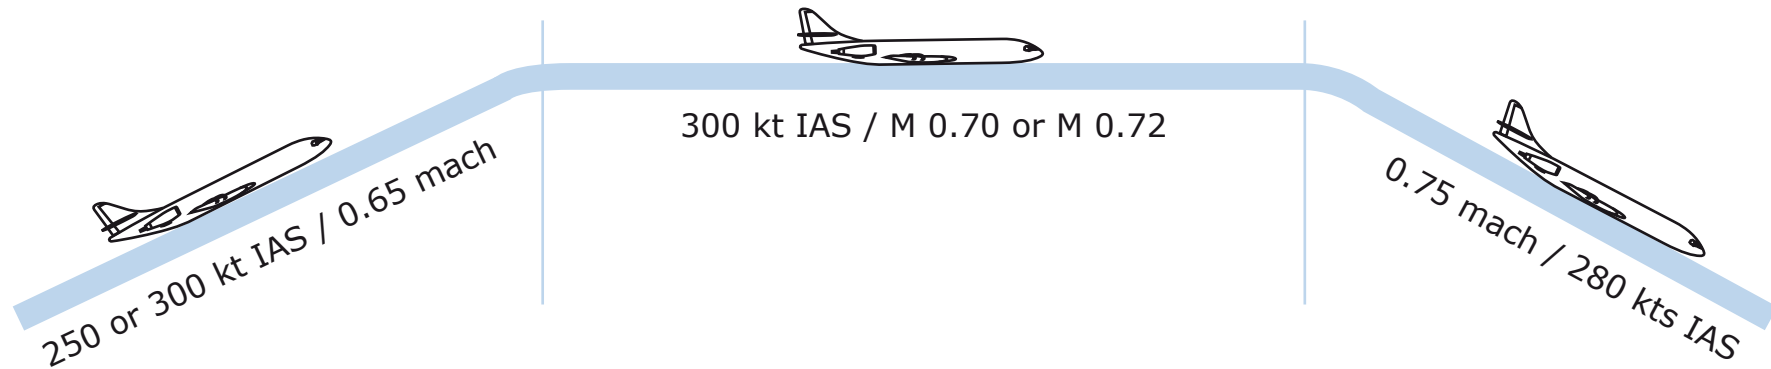 250 or 300 kt IAS / 0.65 mach
300 kt IAS / M 0.70 or M 0.72
0.75 mach / 280 kts IAS